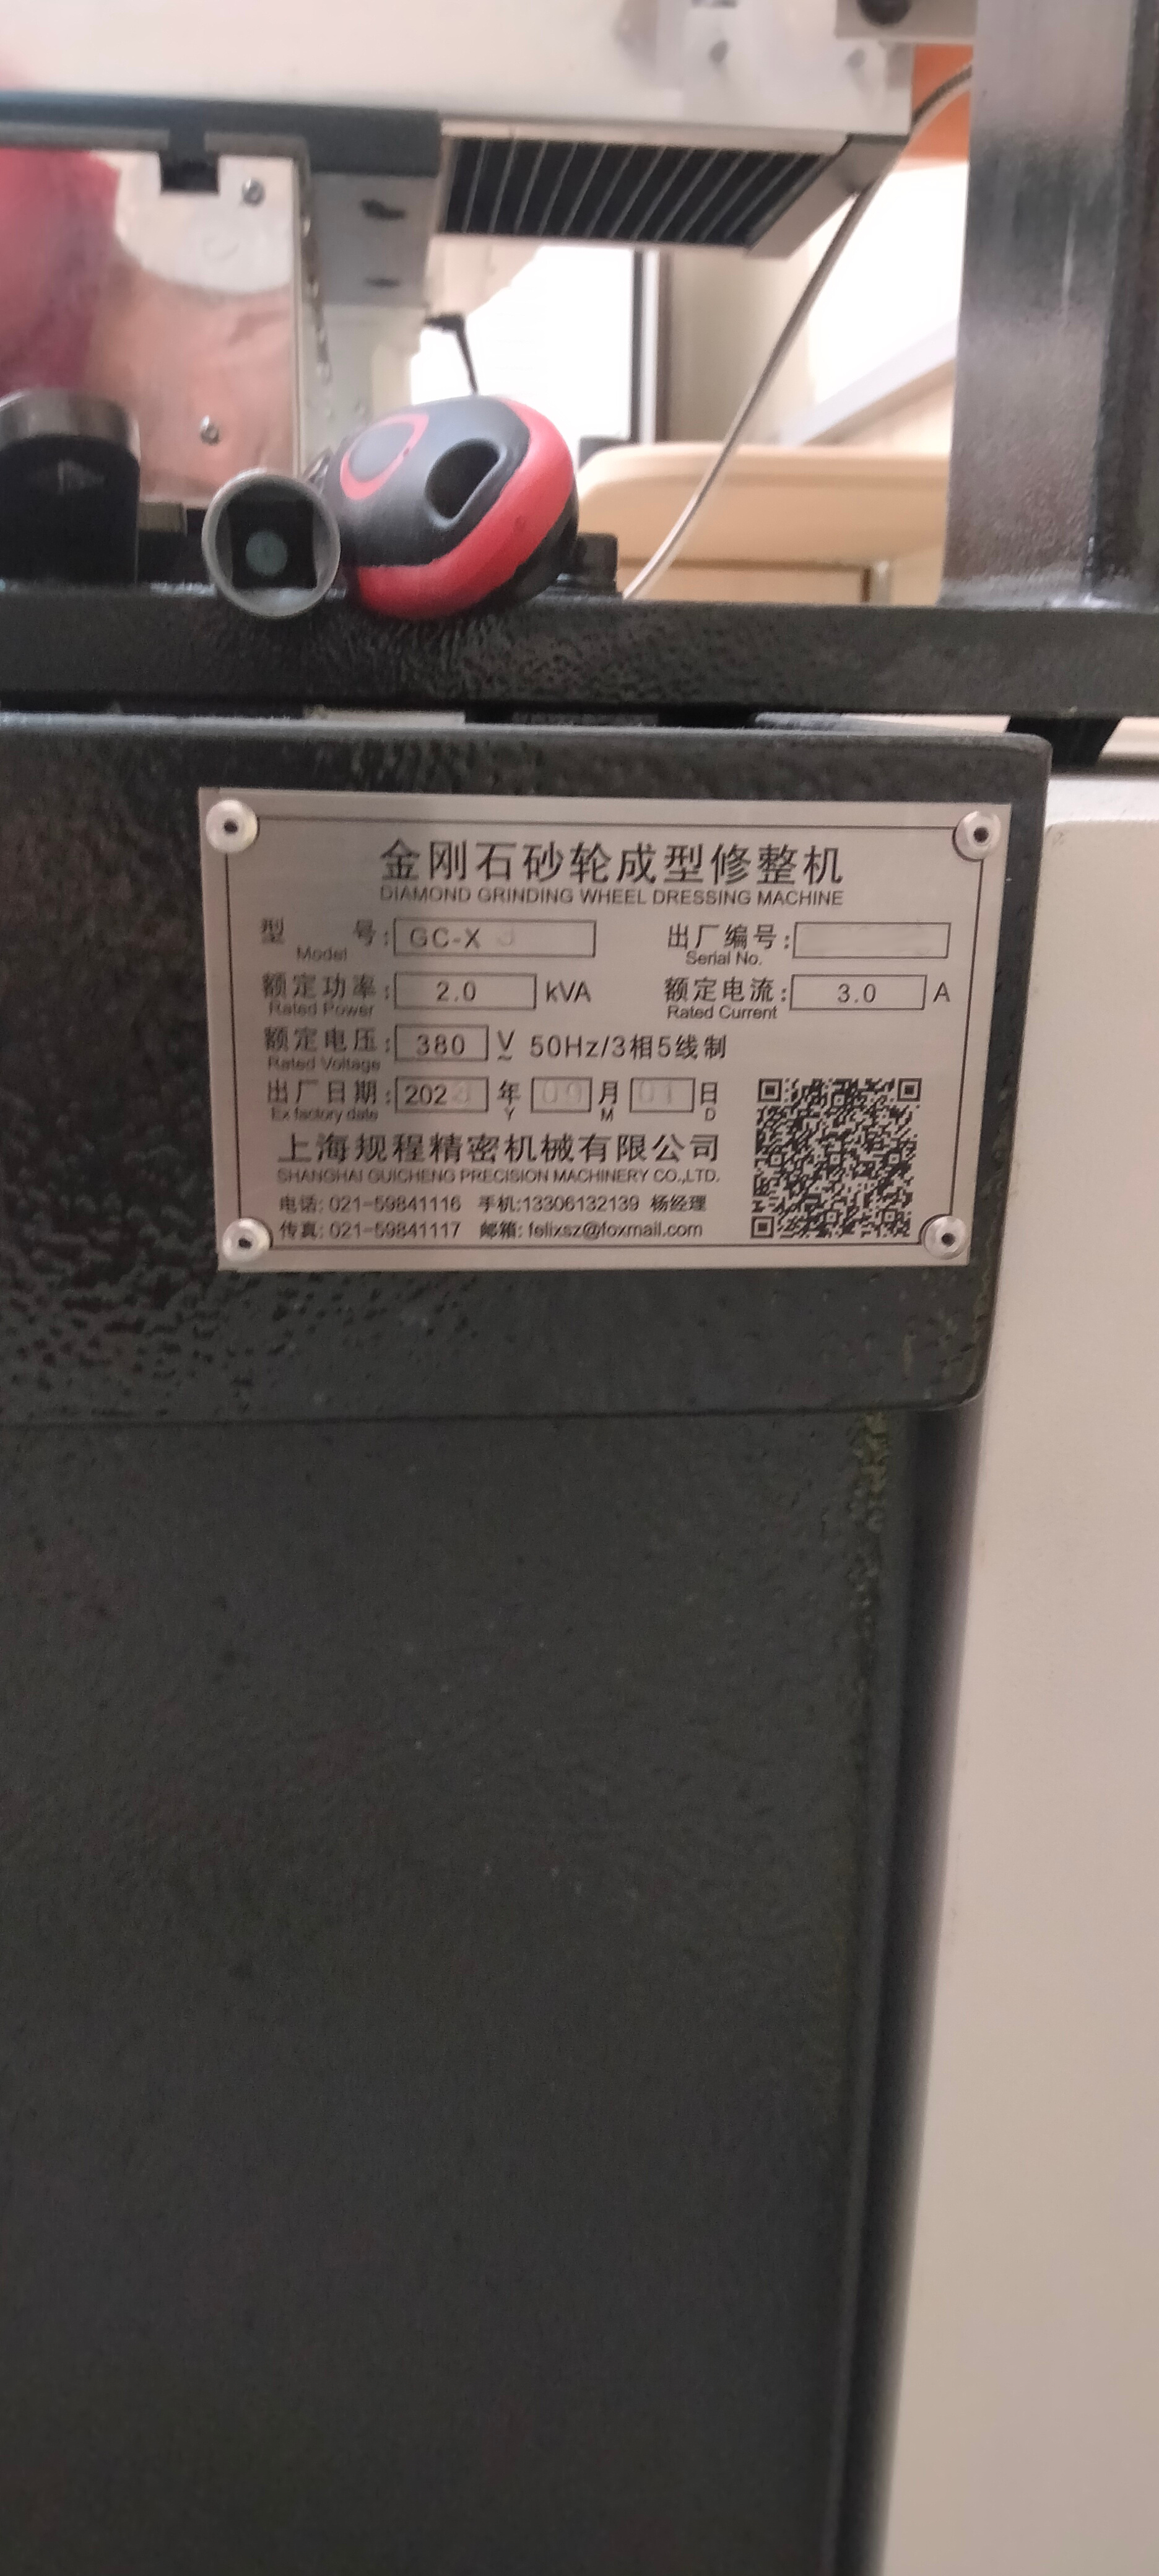 金刚石砂轮成型修整机
DIAMOND GRINDING WHEEL DRESSING MACHINE
型 号: GC-X 出厂编号:
Model Serial No.
额定功率: 2.0 kVA 额定电流: 3.0 A
Rated Power Rated Current
额定电压: 380 V~ 50Hz/3相5线制
Rated Voltage
出厂日期: 202 年 09 月 01 日
Ex factory date Y M D
上海规程精密机械有限公司
SHANGHAI GUICHENG PRECISION MACHINERY CO.,LTD.
电话: 021-59841116 手机:13306132139 杨经理
传真: 021-59841117 邮箱: felixsz@foxmail.com